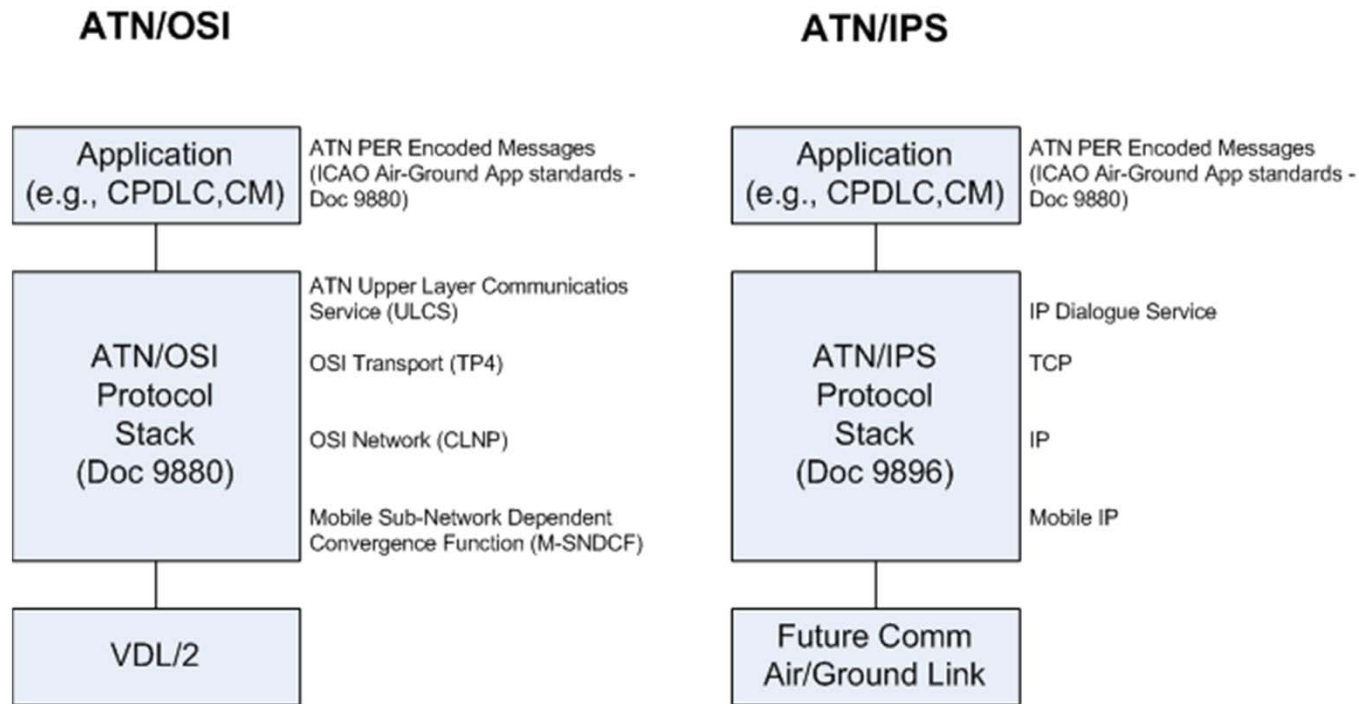 ATN/OSI
Application
(e.g., CPDLC,CM)
ATN PER Encoded Messages
(ICAO Air-Ground App standards -
Doc 9880)
ATN/OSI
Protocol
Stack
(Doc 9880)
ATN Upper Layer Communicatios
Service (ULCS)
OSI Transport (TP4)
OSI Network (CLNP)
Mobile Sub-Network Dependent
Convergence Function (M-SNDCF)
VDL/2
ATN/IPS
Application
(e.g., CPDLC,CM)
ATN PER Encoded Messages
(ICAO Air-Ground App standards -
Doc 9880)
ATN/IPS
Protocol
Stack
(Doc 9896)
IP Dialogue Service
TCP
IP
Mobile IP
Future Comm
Air/Ground Link